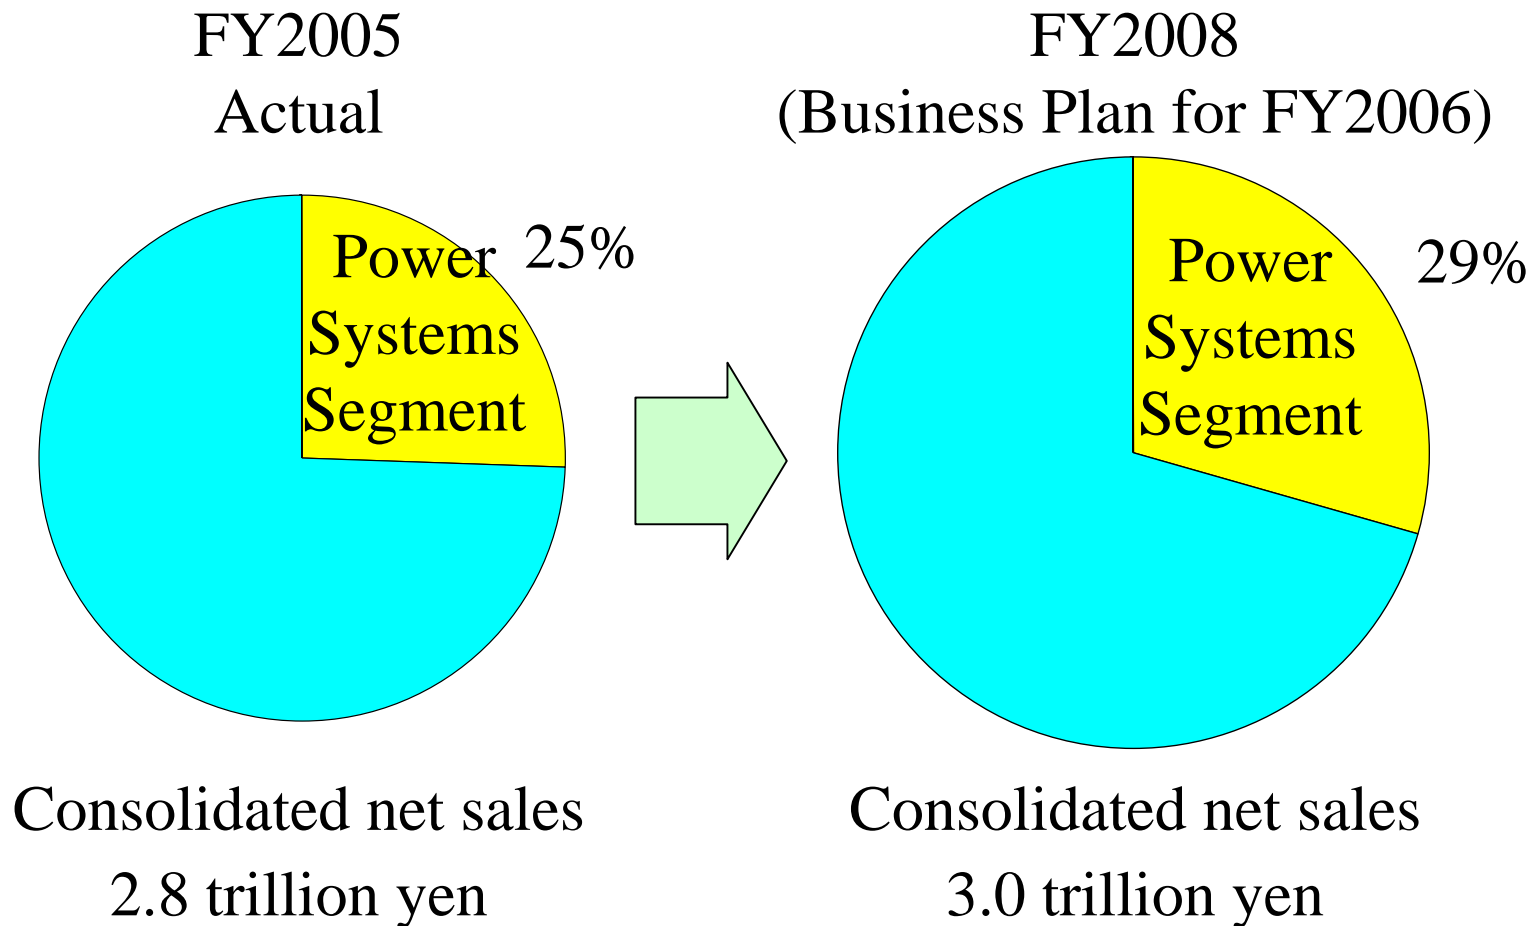 FY2005
Actual
Power
Systems
Segment
25%
Consolidated net sales
2.8 trillion yen
FY2008
(Business Plan for FY2006)
Power
Systems
Segment
29%
Consolidated net sales
3.0 trillion yen